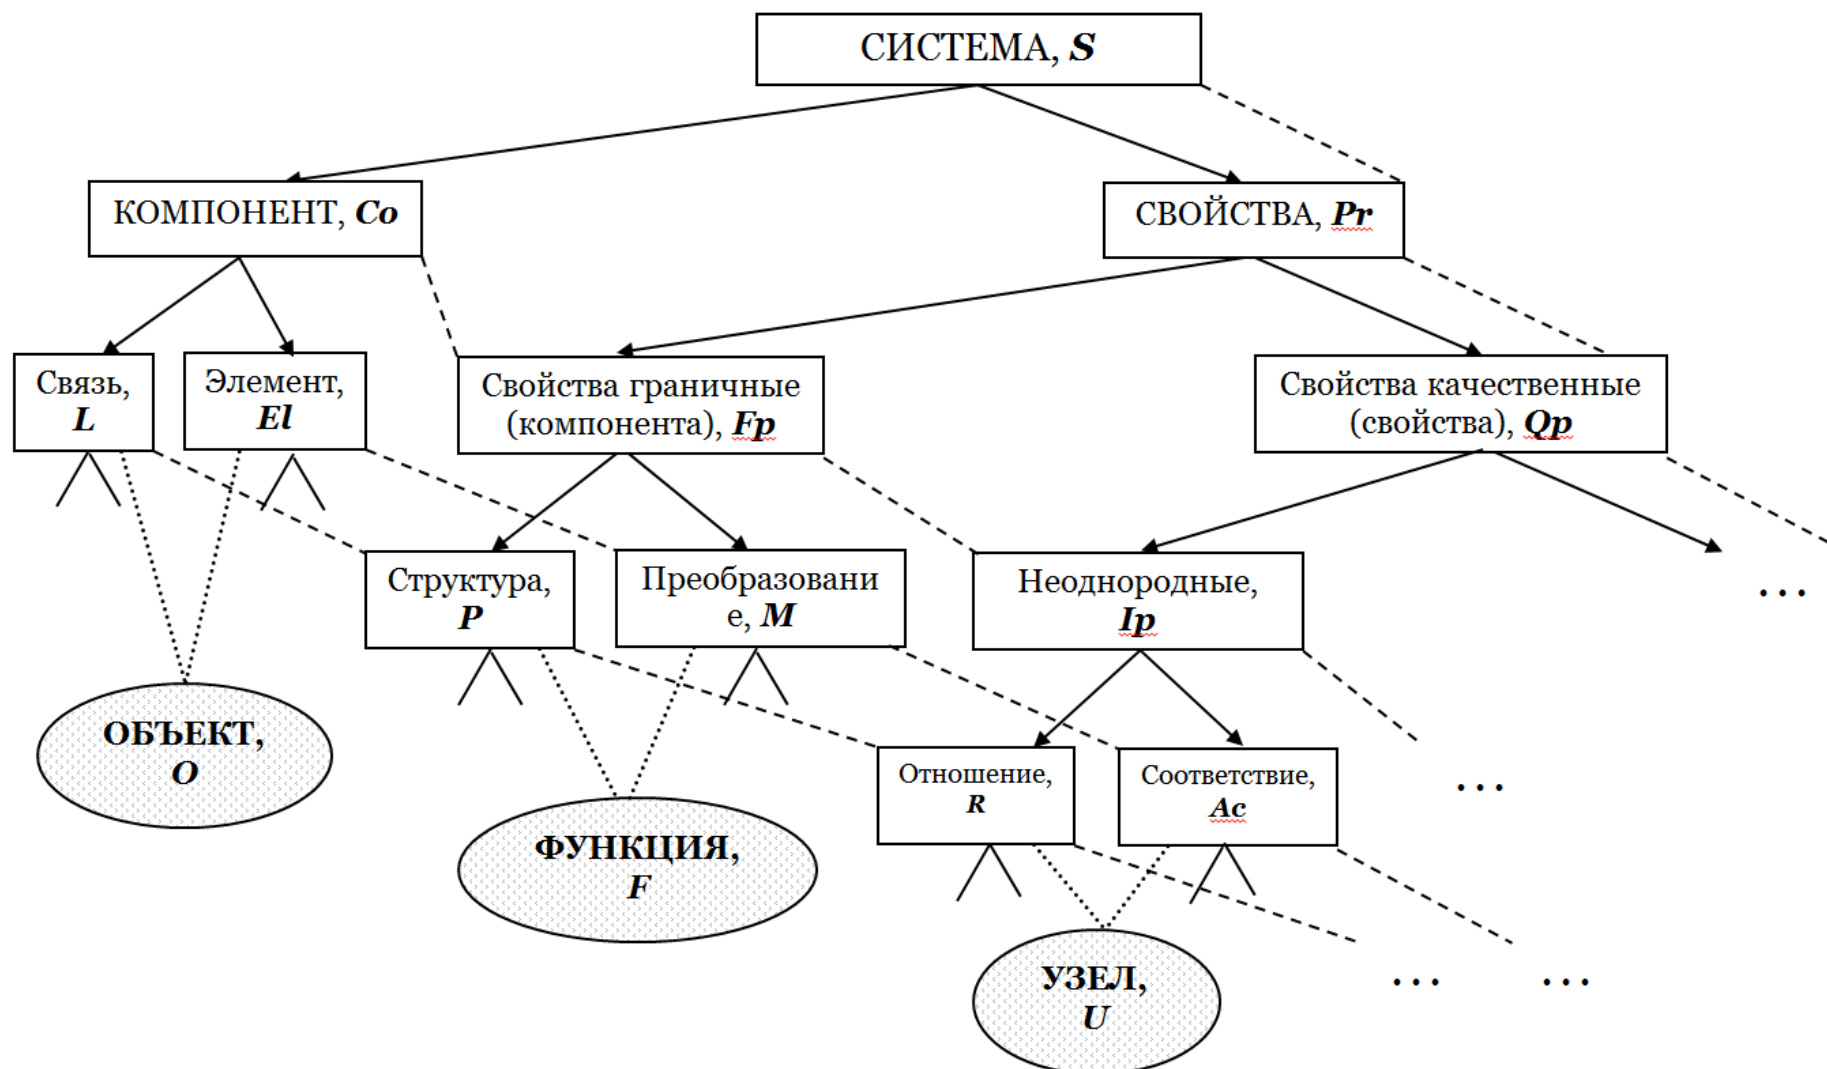 СИСТЕМА, S
КОМПОНЕНТ, Co
СВОЙСТВА, Pr
Связь,
L
Элемент,
El
Свойства граничные
(компонента), Fp
Свойства качественные
(свойства), Qp
Структура,
P
Преобразовани
е, M
Неоднородные,
Ip
...
ОБЪЕКТ,
O
Отношение,
R
Соответствие,
Ac
...
ФУНКЦИЯ,
F
УЗЕЛ,
U
... ...